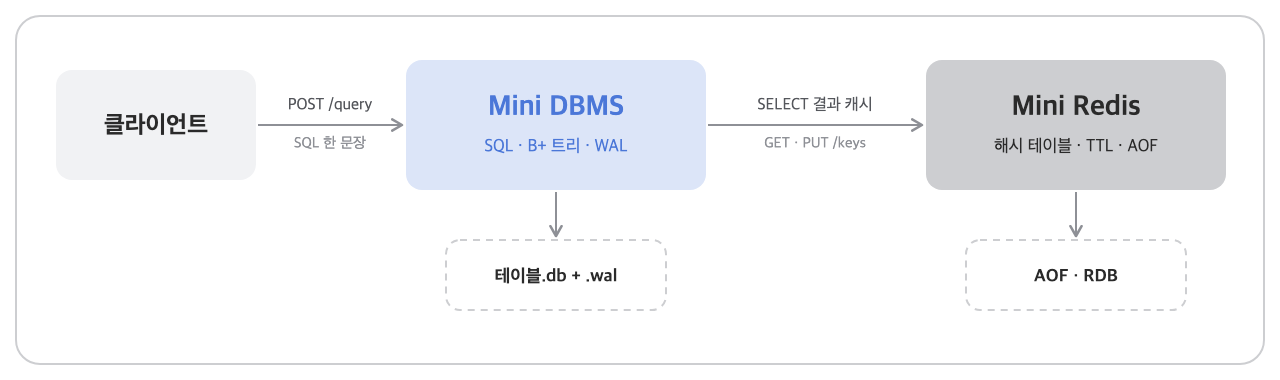 클라이언트
POST /query
SQL 한 문장
Mini DBMS
SQL · B+ 트리 · WAL
SELECT 결과 캐시
GET · PUT /keys
Mini Redis
해시 테이블 · TTL · AOF
테이블.db + .wal
AOF · RDB